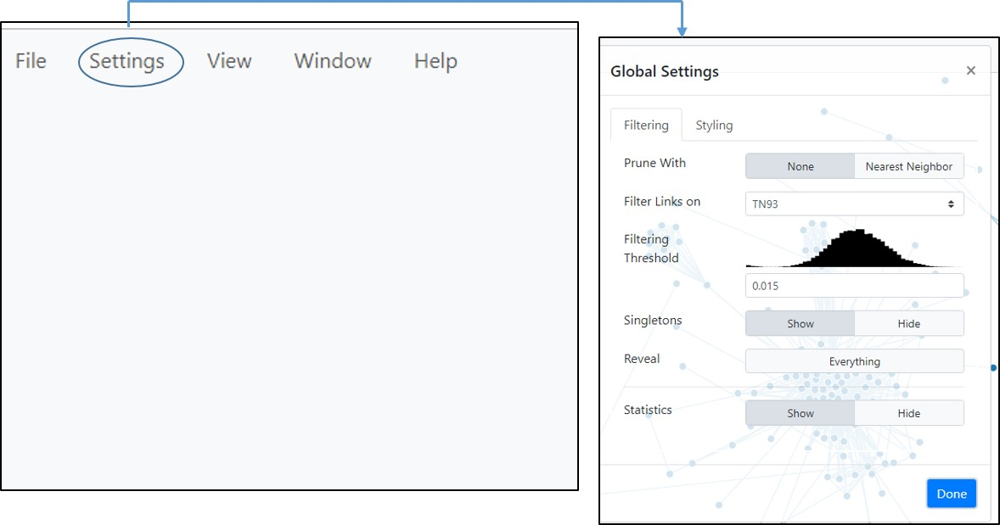 File Settings View Window Help
Global Settings ×
Filtering Styling
Prune With None Nearest Neighbor
Filter Links on TN93
Filtering
Threshold
0.015
Singletons Show Hide
Reveal Everything
Statistics Show Hide
Done